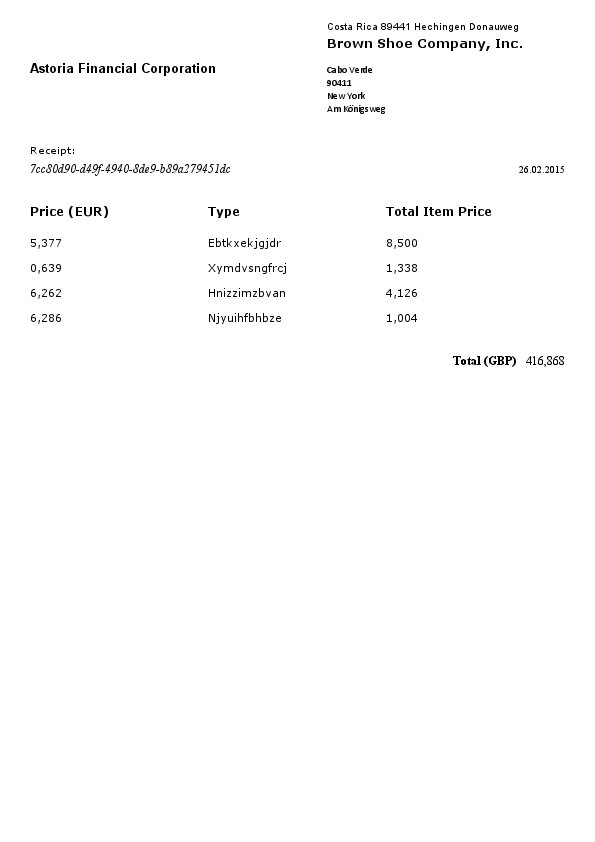 Costa Rica 89441 Hechingen Donauweg
Brown Shoe Company, Inc.
Astoria Financial Corporation
Cabo Verde
90411
New York
Am Königsweg
Receipt:
7cc80d90-d49f-4940-8de9-b89a279451dc
26.02.2015
Price (EUR) Type Total Item Price
5,377 Ebtkxekjgjdr 8,500
0,639 Xymdvsngfrcj 1,338
6,262 Hnizzimzbvan 4,126
6,286 Njyuihfbhbze 1,004
Total (GBP) 416,868